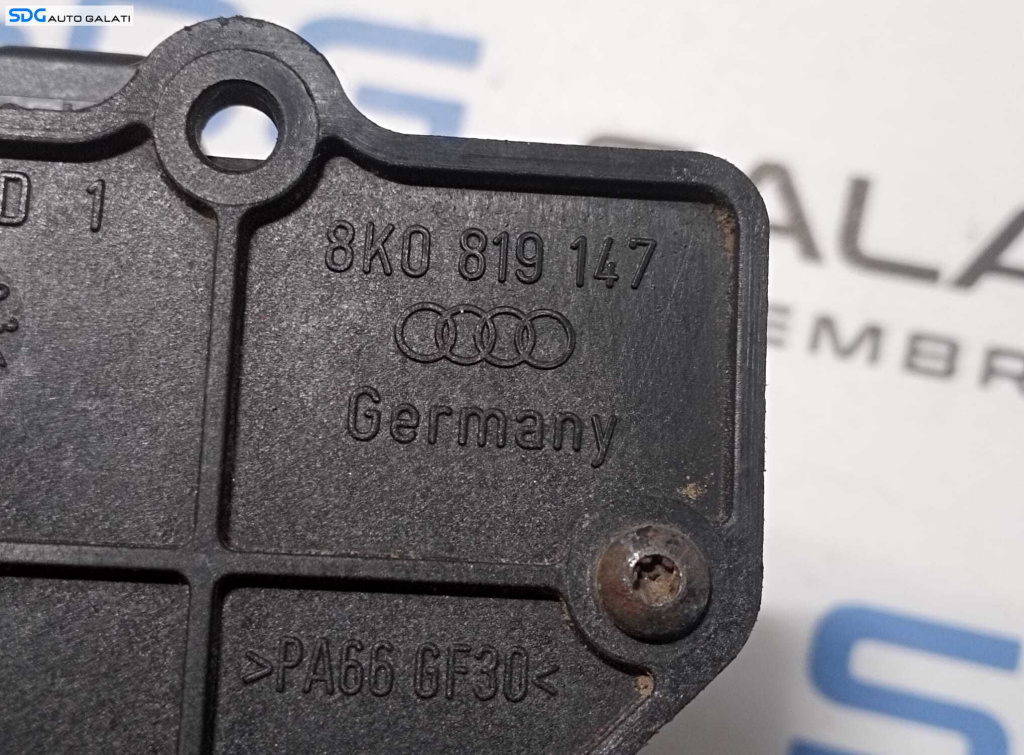 SDG AUTO GALATI
D 1
8K0 819 147
Germany
>PA66 GF30<